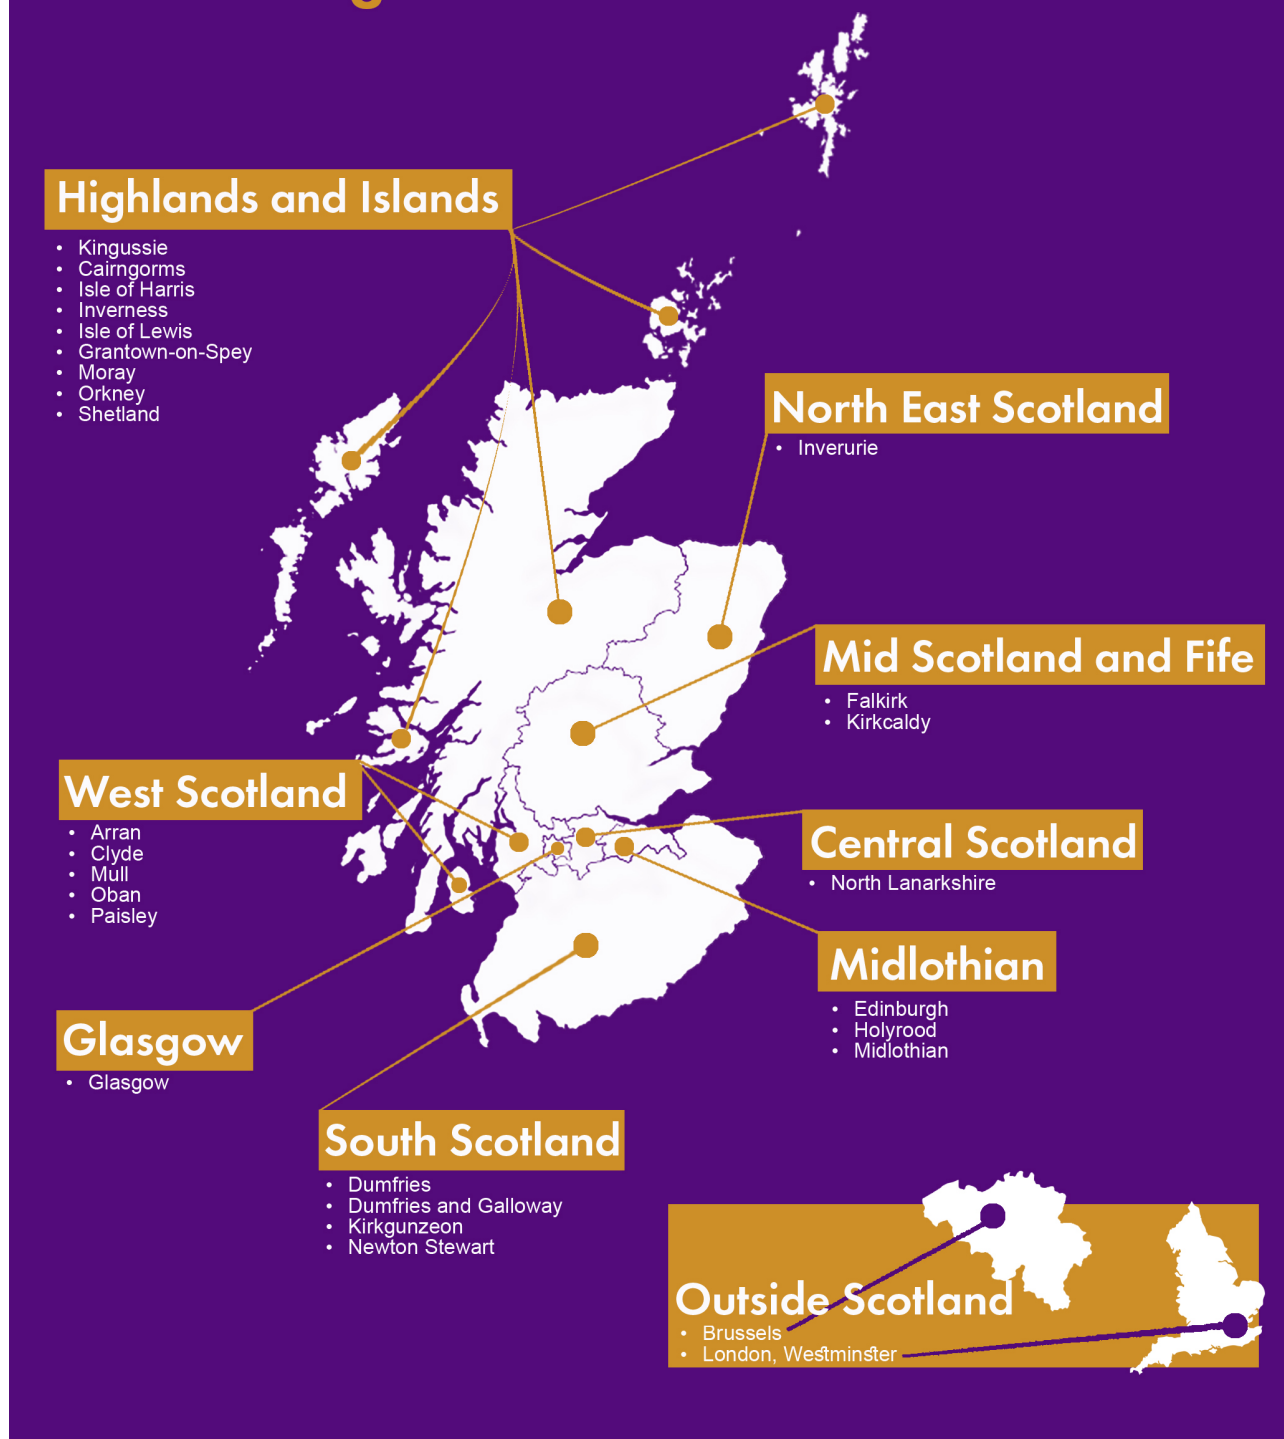 Highlands and Islands
• Kingussie
• Cairngorms
• Isle of Harris
• Inverness
• Isle of Lewis
• Grantown-on-Spey
• Moray
• Orkney
• Shetland
North East Scotland
• Inverurie
Mid Scotland and Fife
• Falkirk
• Kirkcaldy
West Scotland
• Arran
• Clyde
• Mull
• Oban
• Paisley
Central Scotland
• North Lanarkshire
Midlothian
• Edinburgh
• Holyrood
• Midlothian
Glasgow
• Glasgow
South Scotland
• Dumfries
• Dumfries and Galloway
• Kirkgunzeon
• Newton Stewart
Outside Scotland
• Brussels
• London, Westminster